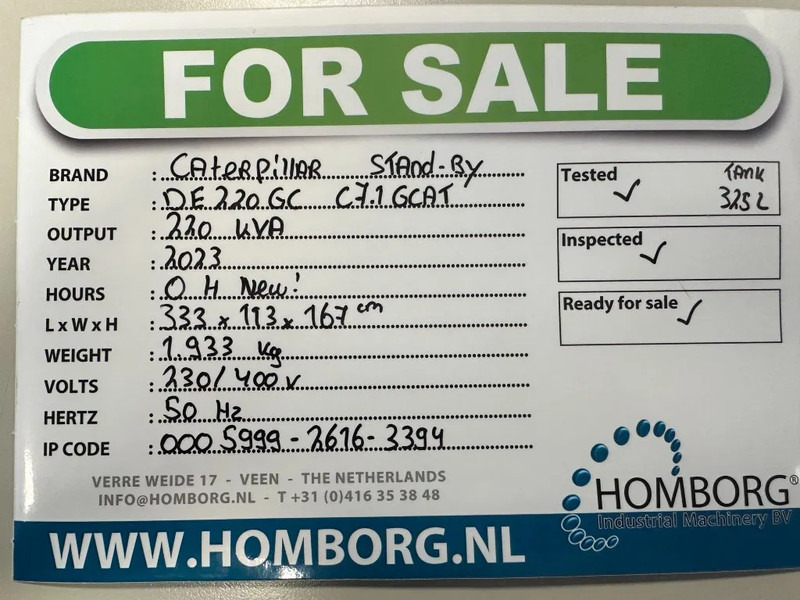 FOR SALE
BRAND : CAterpillAR STAnd-By
TYPE : DE 220 GC C7.1 GCAT
OUTPUT : 220 kVA
YEAR : 2023
HOURS : 0 H New!
L x W x H : 333 x 113 x 167 cm
WEIGHT : 1.933 kg
VOLTS : 230/400 v
HERTZ : 50 Hz
IP CODE : 000 5999-2616-3394
Tested ✓ TANK
325 L
Inspected ✓
Ready for sale ✓
VERRE WEIDE 17 - VEEN - THE NETHERLANDS
INFO@HOMBORG.NL - T +31 (0)416 35 38 48
HOMBORG®
Industrial Machinery BV
WWW.HOMBORG.NL